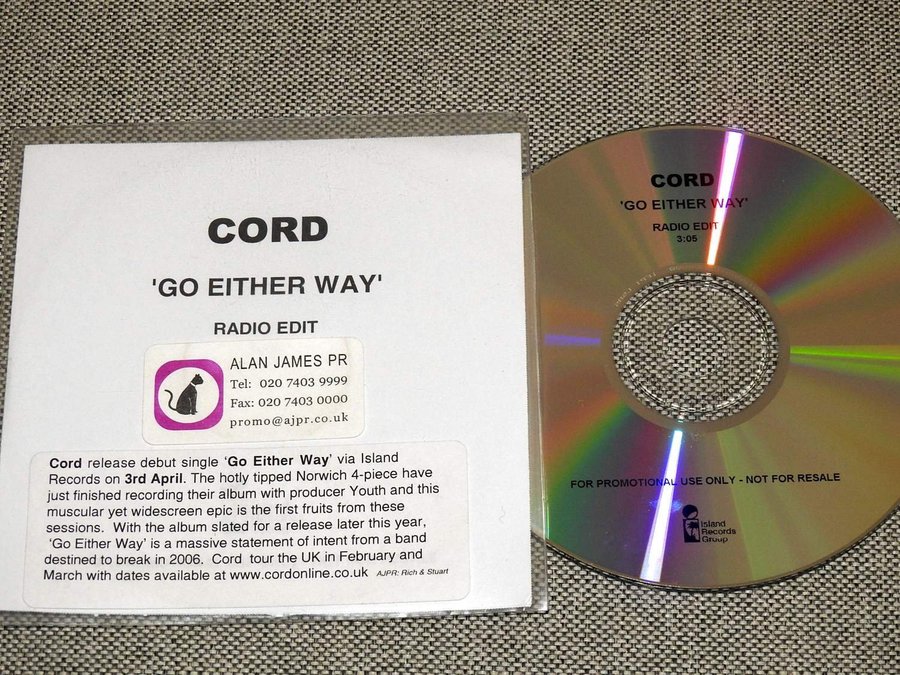 CORD
'GO EITHER WAY'
RADIO EDIT
ALAN JAMES PR
Tel: 020 7403 9999
Fax: 020 7403 0000
promo@ajpr.co.uk
Cord release debut single 'Go Either Way' via Island
Records on 3rd April. The hotly tipped Norwich 4-piece have
just finished recording their album with producer Youth and this
muscular yet widescreen epic is the first fruits from these
sessions. With the album slated for a release later this year,
'Go Either Way' is a massive statement of intent from a band
destined to break in 2006. Cord tour the UK in February and
March with dates available at www.cordonline.co.uk AJPR: Rich & Stuart
CORD
'GO EITHER WAY'
RADIO EDIT
3:05
FOR PROMOTIONAL USE ONLY - NOT FOR RESALE
Island
Records
Group